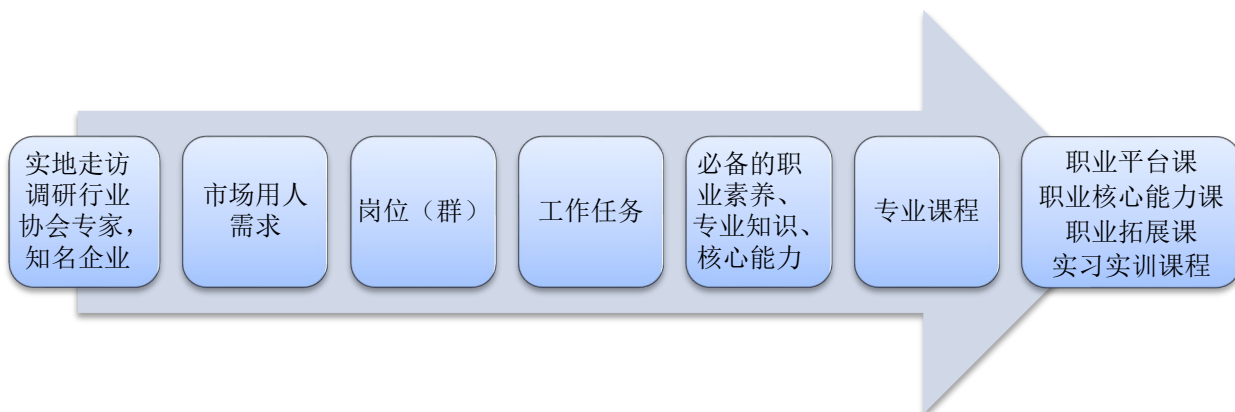 实地走访
调研行业
协会专家，
知名企业
市场用人
需求
岗位（群）
工作任务
必备的职
业素养、
专业知识、
核心能力
专业课程
职业平台课
职业核心能力课
职业拓展课
实习实训课程